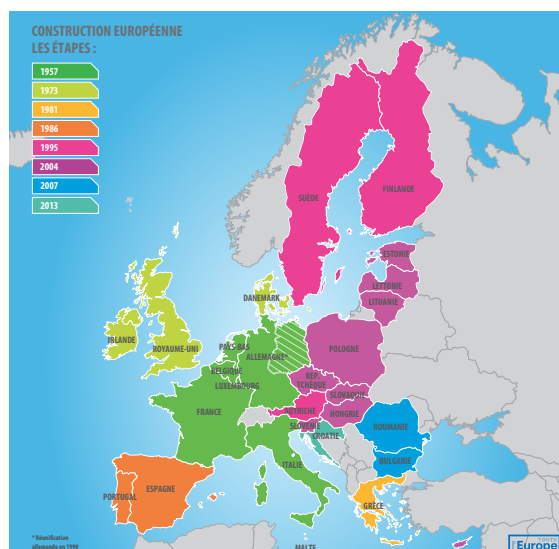 CONSTRUCTION EUROPÉENNE
LES ÉTAPES :
1957
1973
1981
1986
1995
2004
2007
2013
SUÈDE
FINLANDE
ESTONIE
LETTONIE
LITUANIE
DANEMARK
IRLANDE
ROYAUME-UNI
PAYS-BAS
ALLEMAGNE*
POLOGNE
BELGIQUE
LUXEMBOURG
RÉP.
TCHÈQUE
SLOVAQUIE
FRANCE
AUTRICHE
HONGRIE
SLOVÉNIE
CROATIE
ROUMANIE
ITALIE
BULGARIE
PORTUGAL
ESPAGNE
GRÈCE
MALTE
* Réunification
allemande en 1990
TOUTE
l'Europe